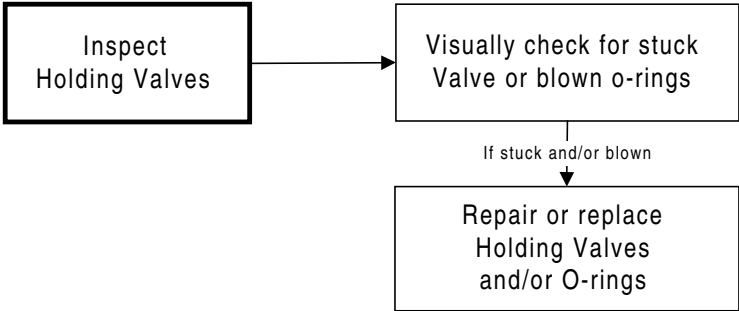 Inspect
Holding Valves
Visually check for stuck
Valve or blown o-rings
If stuck and/or blown
Repair or replace
Holding Valves
and/or O-rings